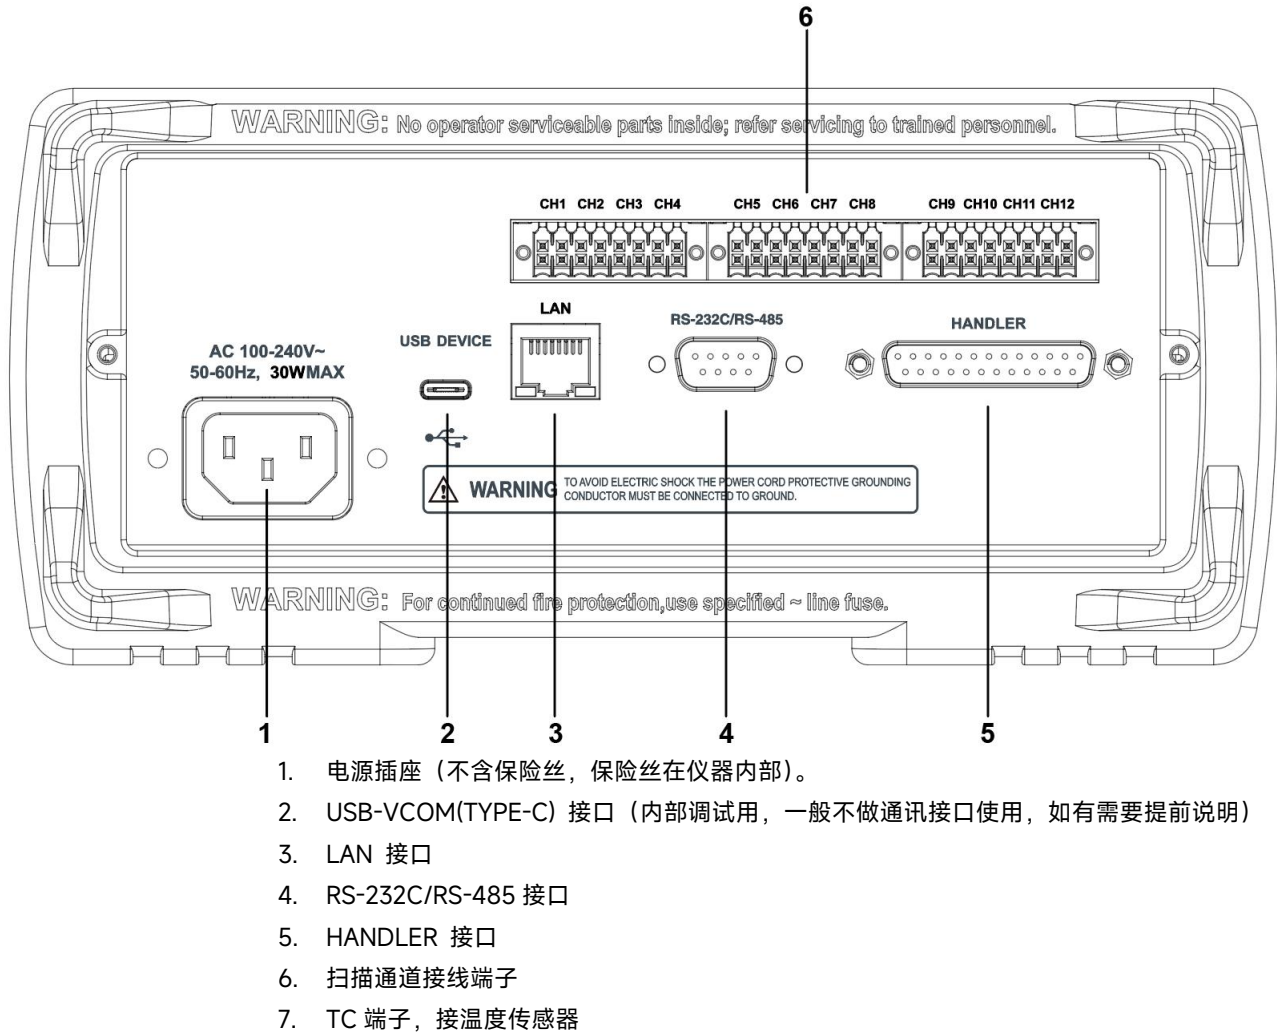 6
WARNING: No operator serviceable parts inside; refer servicing to trained personnel.
CH1 CH2 CH3 CH4 CH5 CH6 CH7 CH8 CH9 CH10 CH11 CH12
LAN
RS-232C/RS-485
HANDLER
USB DEVICE
AC 100-240V~
50-60Hz, 30WMAX
WARNING
TO AVOID ELECTRIC SHOCK THE POWER CORD PROTECTIVE GROUNDING
CONDUCTOR MUST BE CONNECTED TO GROUND.
WARNING: For continued fire protection,use specified ~ line fuse.
1 2 3 4 5
1. 电源插座（不含保险丝，保险丝在仪器内部）。
2. USB-VCOM(TYPE-C) 接口（内部调试用，一般不做通讯接口使用，如有需要提前说明）
3. LAN 接口
4. RS-232C/RS-485 接口
5. HANDLER 接口
6. 扫描通道接线端子
7. TC 端子，接温度传感器